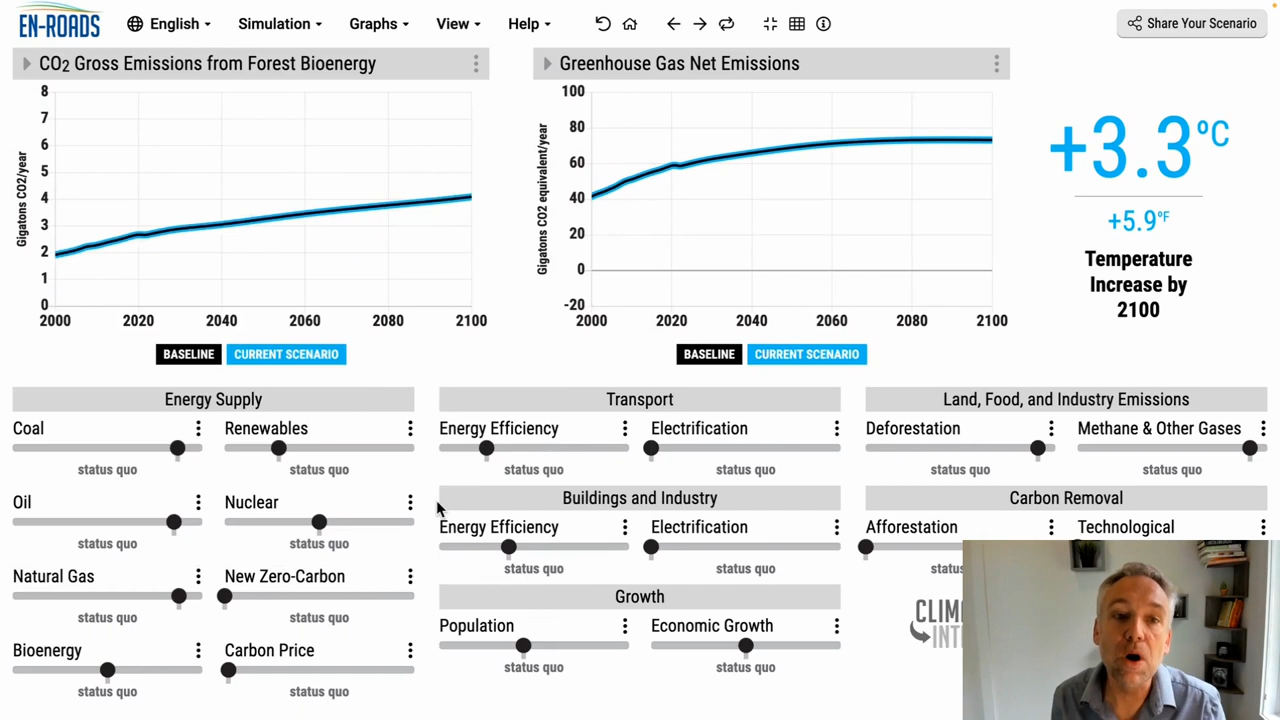 EN-ROADS
English
Simulation
Graphs
View
Help
Share Your Scenario
CO2 Gross Emissions from Forest Bioenergy
Gigatons CO2/year
8
7
6
5
4
3
2
1
0
2000 2020 2040 2060 2080 2100
BASELINE CURRENT SCENARIO
Greenhouse Gas Net Emissions
Gigatons CO2 equivalent/year
100
80
60
40
20
0
-20
2000 2020 2040 2060 2080 2100
BASELINE CURRENT SCENARIO
+3.3°C
+5.9°F
Temperature
Increase by
2100
Energy Supply
Coal
status quo
Renewables
status quo
Oil
status quo
Nuclear
status quo
Natural Gas
status quo
New Zero-Carbon
status quo
Bioenergy
status quo
Carbon Price
status quo
Transport
Energy Efficiency
status quo
Electrification
status quo
Buildings and Industry
Energy Efficiency
status quo
Electrification
status quo
Growth
Population
status quo
Economic Growth
status quo
Land, Food, and Industry Emissions
Deforestation
status quo
Methane & Other Gases
status quo
Carbon Removal
Afforestation
statu
Technological
CLIM
INT